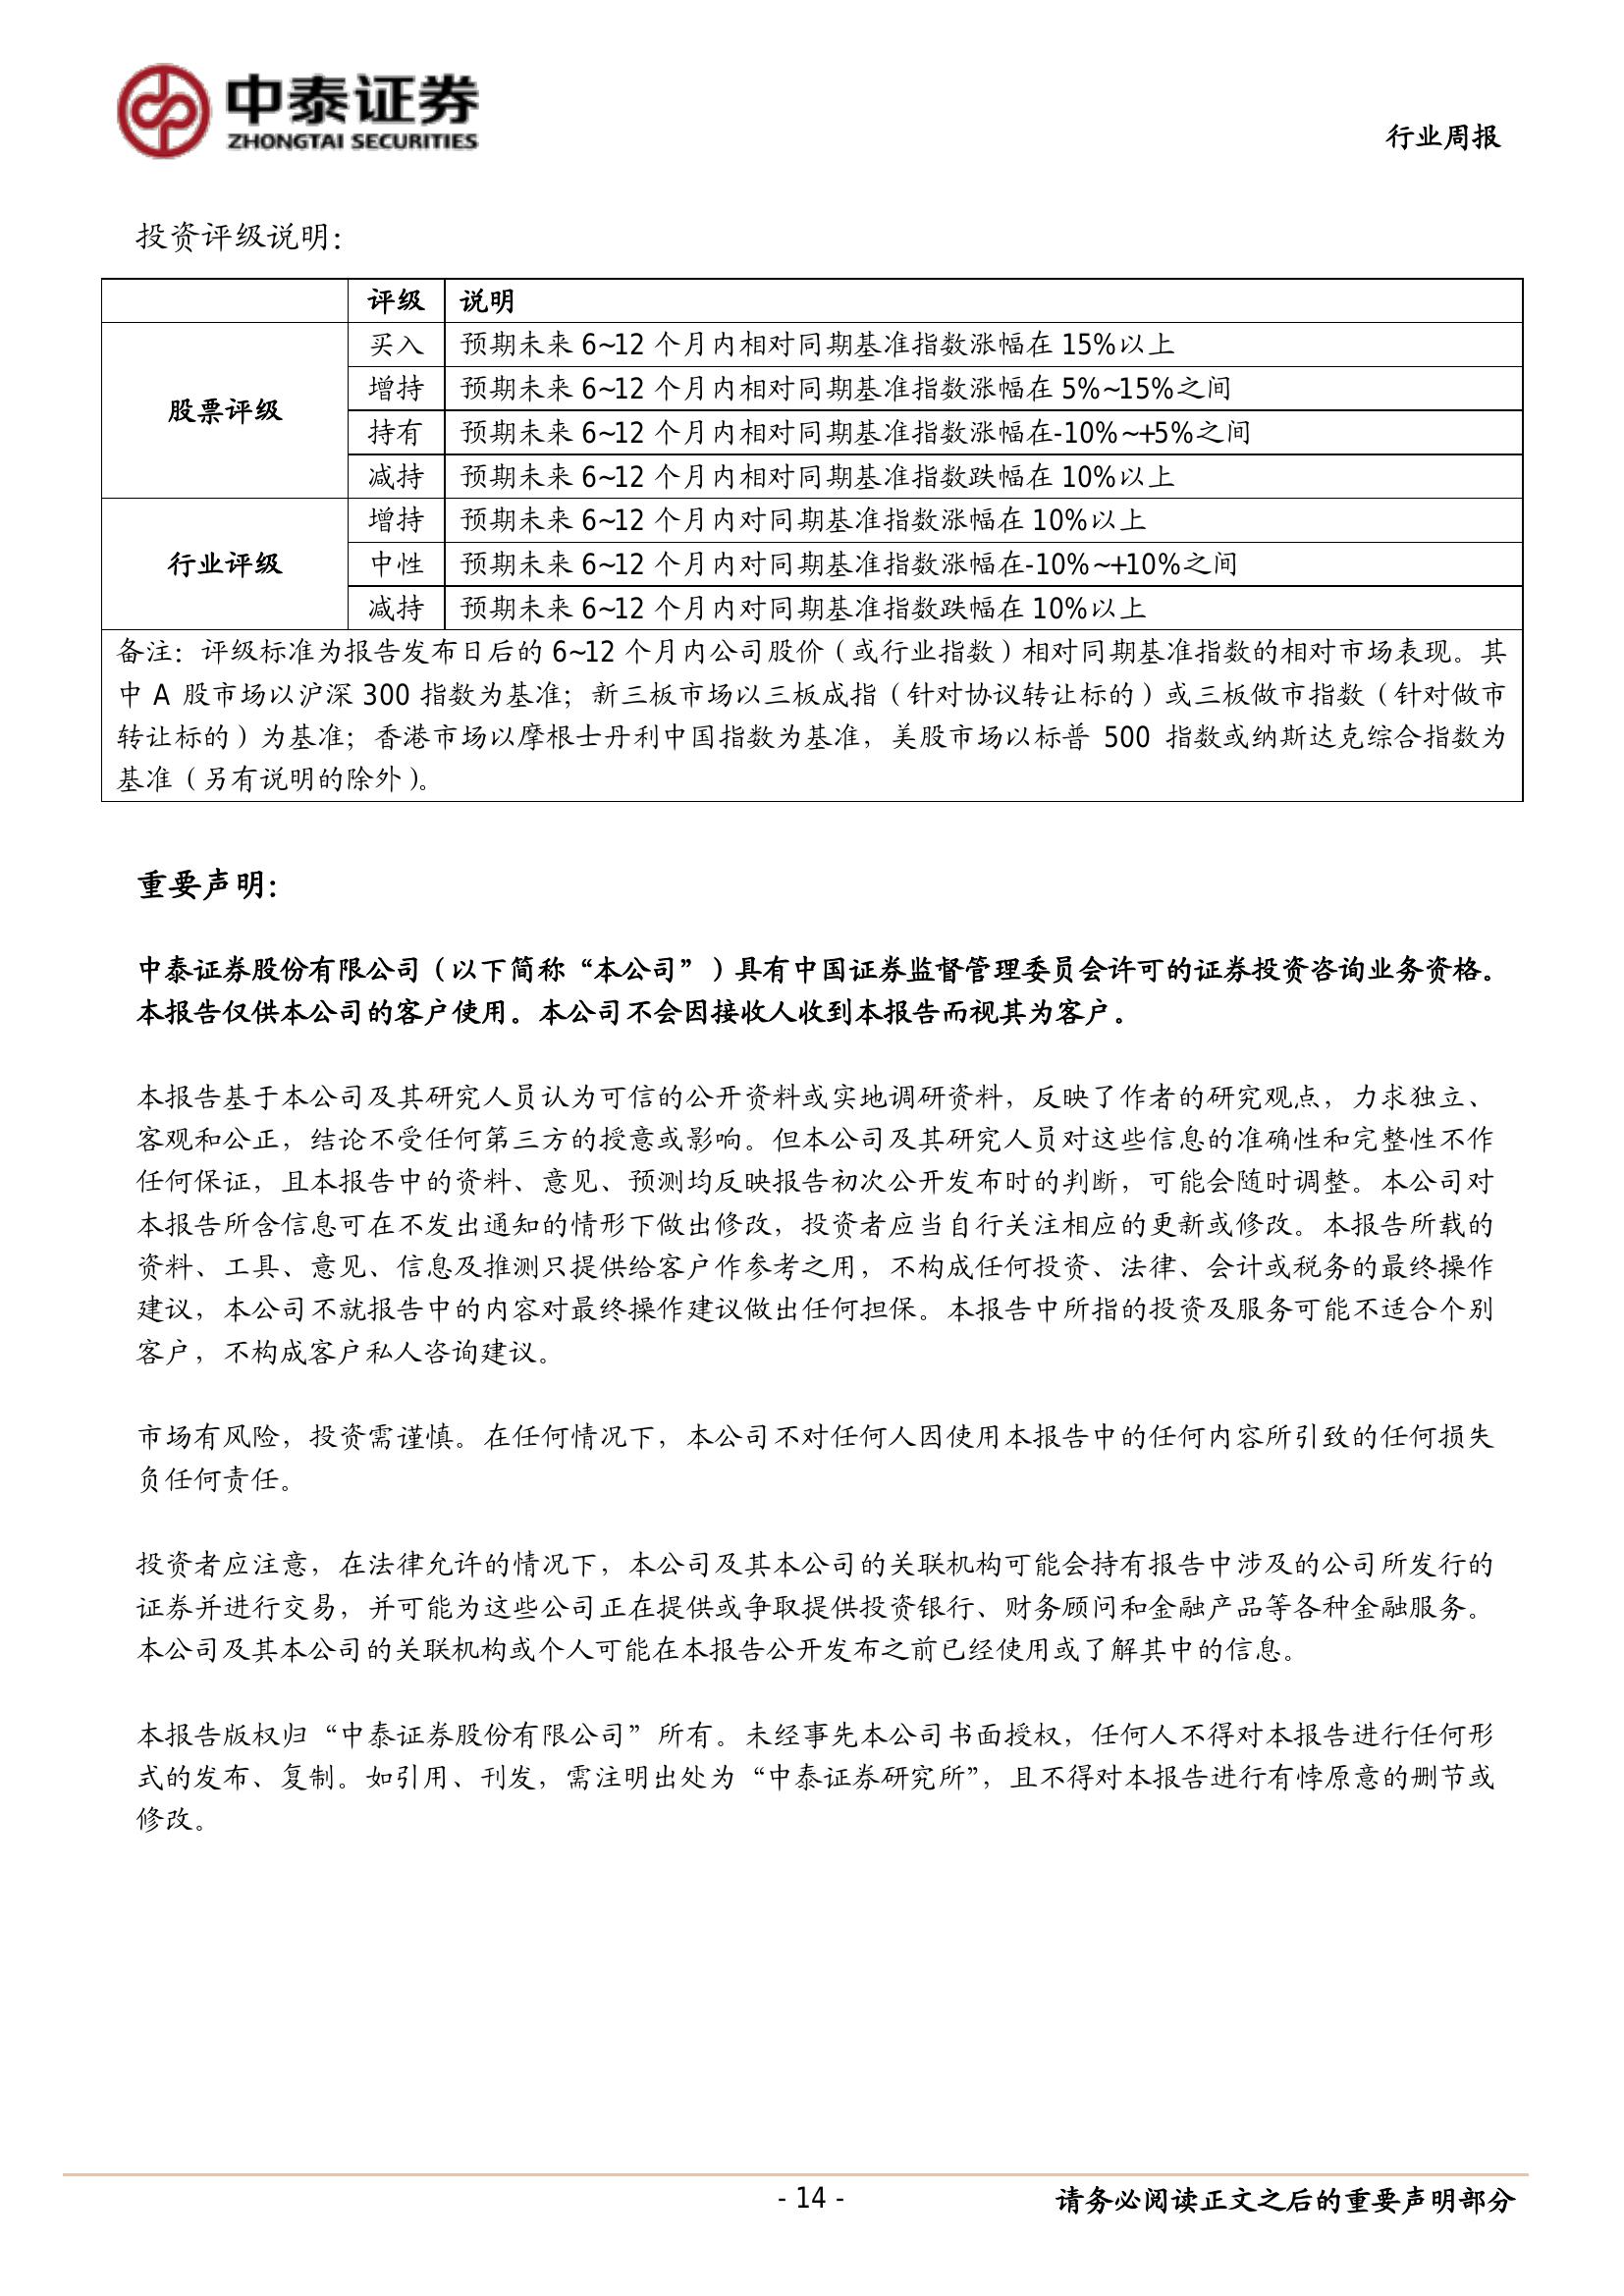 中泰证券
ZHONGTAI SECURITIES
行业周报
投资评级说明：
评级 说明
股票评级
买入 预期未来 6~12 个月内相对同期基准指数涨幅在 15%以上
增持 预期未来 6~12 个月内相对同期基准指数涨幅在 5%~15%之间
持有 预期未来 6~12 个月内相对同期基准指数涨幅在-10%~+5%之间
减持 预期未来 6~12 个月内相对同期基准指数跌幅在 10%以上
行业评级
增持 预期未来 6~12 个月内对同期基准指数涨幅在 10%以上
中性 预期未来 6~12 个月内对同期基准指数涨幅在-10%~+10%之间
减持 预期未来 6~12 个月内对同期基准指数跌幅在 10%以上
备注：评级标准为报告发布日后的 6~12 个月内公司股价（或行业指数）相对同期基准指数的相对市场表现。其
中 A 股市场以沪深 300 指数为基准；新三板市场以三板成指（针对协议转让标的）或三板做市指数（针对做市
转让标的）为基准；香港市场以摩根士丹利中国指数为基准，美股市场以标普 500 指数或纳斯达克综合指数为
基准（另有说明的除外）。
重要声明：
中泰证券股份有限公司（以下简称“本公司”）具有中国证券监督管理委员会许可的证券投资咨询业务资格。
本报告仅供本公司的客户使用。本公司不会因接收人收到本报告而视其为客户。
本报告基于本公司及其研究人员认为可信的公开资料或实地调研资料，反映了作者的研究观点，力求独立、
客观和公正，结论不受任何第三方的授意或影响。但本公司及其研究人员对这些信息的准确性和完整性不作
任何保证，且本报告中的资料、意见、预测均反映报告初次公开发布时的判断，可能会随时调整。本公司对
本报告所含信息可在不发出通知的情形下做出修改，投资者应当自行关注相应的更新或修改。本报告所载的
资料、工具、意见、信息及推测只提供给客户作参考之用，不构成任何投资、法律、会计或税务的最终操作
建议，本公司不就报告中的内容对最终操作建议做出任何担保。本报告中所指的投资及服务可能不适合个别
客户，不构成客户私人咨询建议。
市场有风险，投资需谨慎。在任何情况下，本公司不对任何人因使用本报告中的任何内容所引致的任何损失
负任何责任。
投资者应注意，在法律允许的情况下，本公司及其本公司的关联机构可能会持有报告中涉及的公司所发行的
证券并进行交易，并可能为这些公司正在提供或争取提供投资银行、财务顾问和金融产品等各种金融服务。
本公司及其本公司的关联机构或个人可能在本报告公开发布之前已经使用或了解其中的信息。
本报告版权归“中泰证券股份有限公司”所有。未经事先本公司书面授权，任何人不得对本报告进行任何形
式的发布、复制。如引用、刊发，需注明出处为“中泰证券研究所”，且不得对本报告进行有悖原意的删节或
修改。
- 14 -
请务必阅读正文之后的重要声明部分